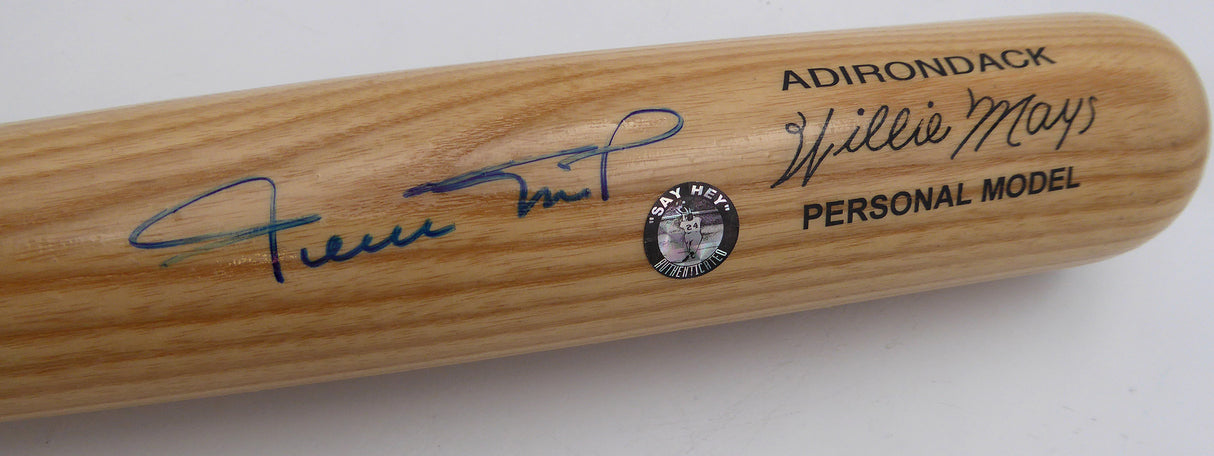 Willie Mays
"SAY HEY"
24
AUTHENTICATED
ADIRONDACK
Willie Mays
PERSONAL MODEL